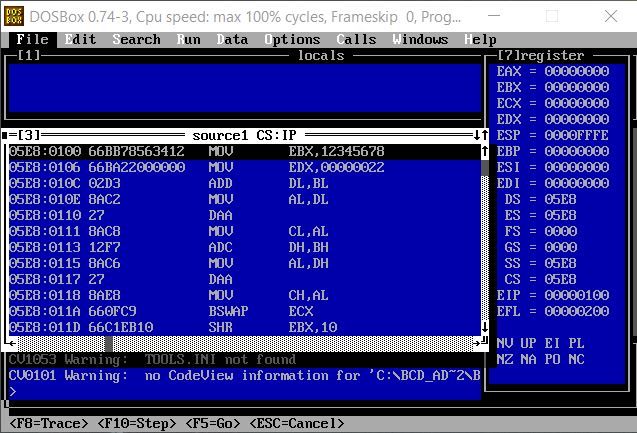 DOSBox 0.74-3, Cpu speed: max 100% cycles, Frameskip 0, Prog...
File Edit Search Run Data Options Calls Windows Help
[1] locals
[3] source1 CS:IP
05E8:0100 66BB78563412 MOV EBX,12345678
05E8:0106 66BA22000000 MOV EDX,00000022
05E8:010C 02D3 ADD DL,BL
05E8:010E 8AC2 MOV AL,DL
05E8:0110 27 DAA
05E8:0111 8AC8 MOV CL,AL
05E8:0113 12F7 ADC DH,BH
05E8:0115 8AC6 MOV AL,DH
05E8:0117 27 DAA
05E8:0118 8AE8 MOV CH,AL
05E8:011A 660FC9 BSWAP ECX
05E8:011D 66C1EB10 SHR EBX,10
CV1053 Warning: TOOLS.INI not found
CV0101 Warning: no CodeView information for 'C:\BCD_AD~2\B
>
[7]register
EAX = 00000000
EBX = 00000000
ECX = 00000000
EDX = 00000000
ESP = 0000FFFE
EBP = 00000000
ESI = 00000000
EDI = 00000000
DS = 05E8
ES = 05E8
FS = 0000
GS = 0000
SS = 05E8
CS = 05E8
EIP = 00000100
EFL = 00000200
NV UP EI PL
NZ NA PO NC
<F8=Trace> <F10=Step> <F5=Go> <ESC=Cancel>